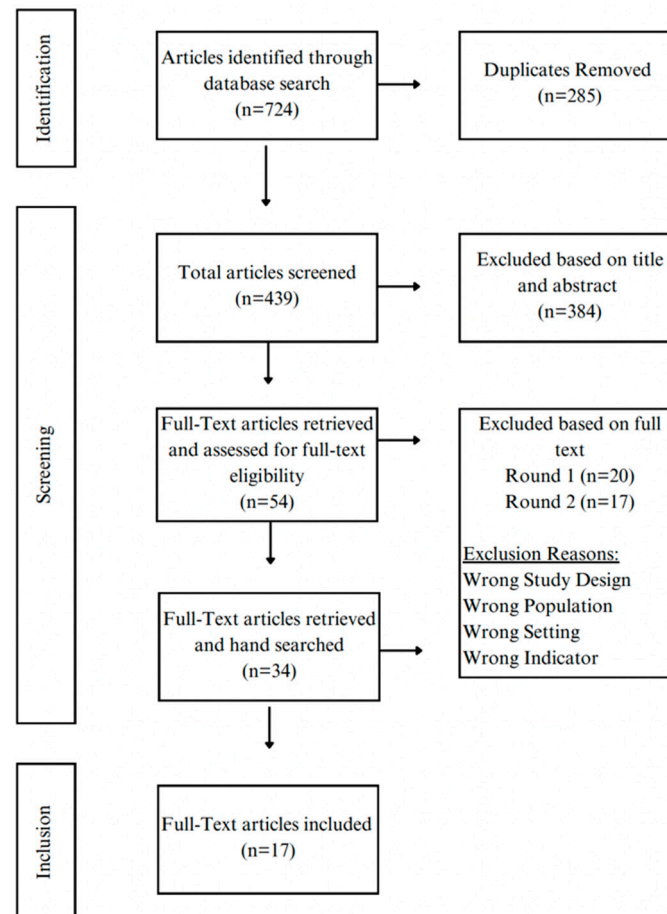 Identification
Articles identified through
database search
(n=724)
Duplicates Removed
(n=285)
Screening
Total articles screened
(n=439)
Excluded based on title
and abstract
(n=384)
Full-Text articles retrieved
and assessed for full-text
eligibility
(n=54)
Excluded based on full
text
Round 1 (n=20)
Round 2 (n=17)
Exclusion Reasons:
Wrong Study Design
Wrong Population
Wrong Setting
Wrong Indicator
Full-Text articles retrieved
and hand searched
(n=34)
Inclusion
Full-Text articles included
(n=17)